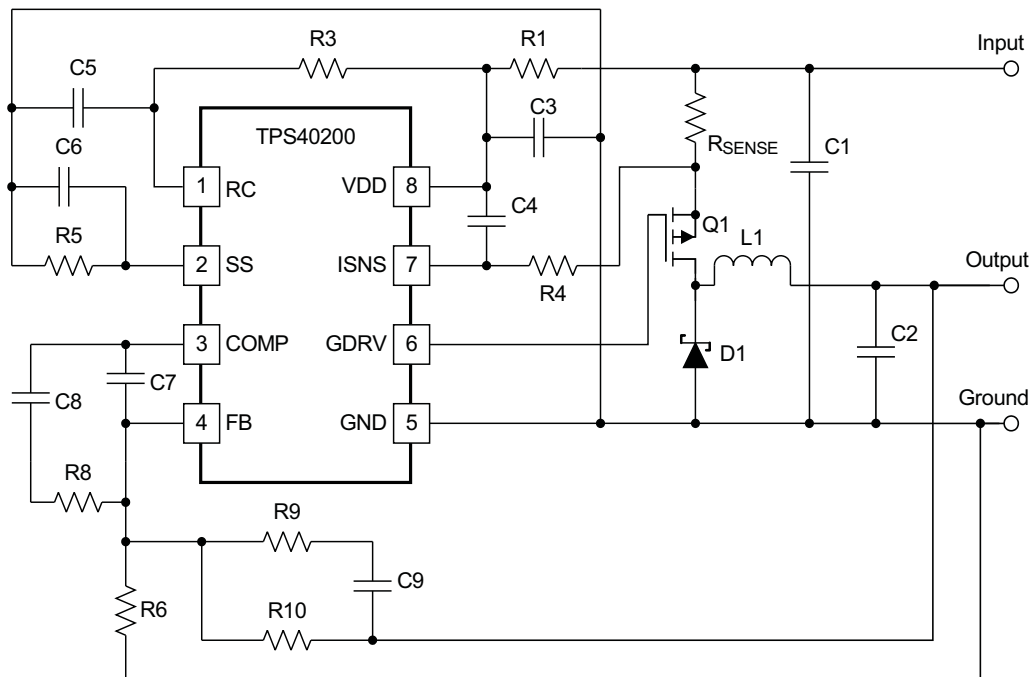 R3
R1
Input
C5
C3
TPS40200
RSENSE
C1
C6
1
RC
VDD
8
C4
Q1
R5
L1
2
SS
ISNS
7
Output
R4
3
COMP
GDRV
6
C2
D1
C7
C8
Ground
4
FB
GND
5
R8
R9
C9
R6
R10